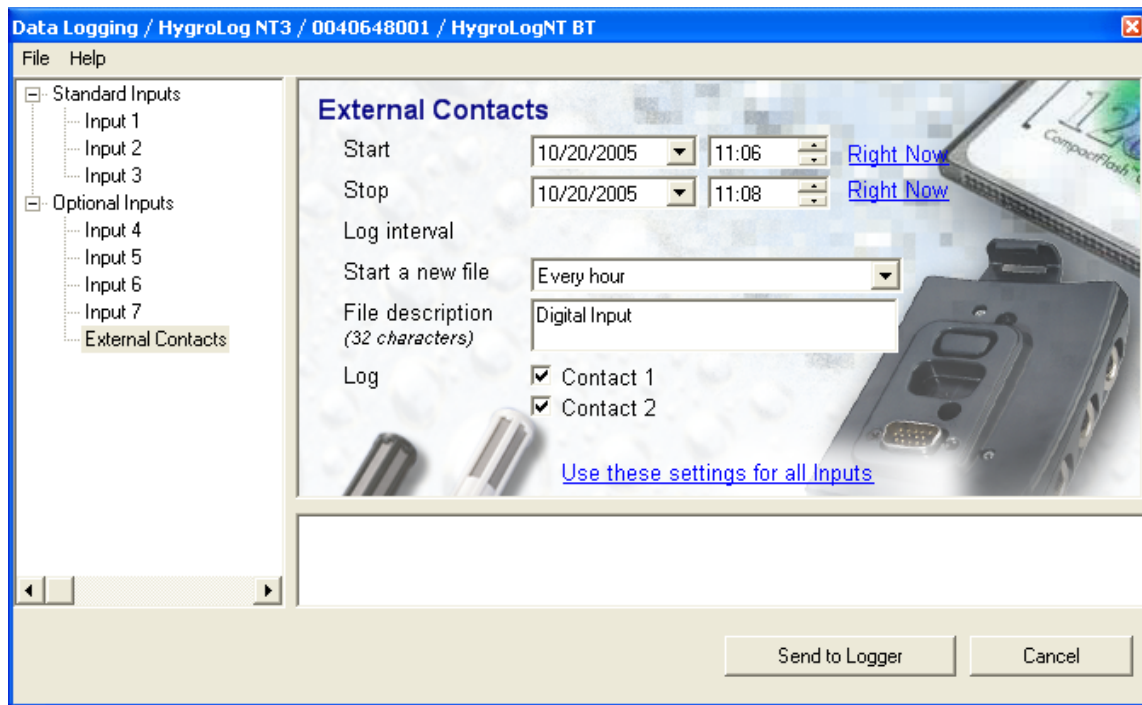 Data Logging / HygroLog NT3 / 0040648001 / HygroLogNT BT
File Help
Standard Inputs
Input 1
Input 2
Input 3
Optional Inputs
Input 4
Input 5
Input 6
Input 7
External Contacts
External Contacts
Start 10/20/2005 11:06 Right Now
Stop 10/20/2005 11:08 Right Now
Log interval
Start a new file Every hour
File description Digital Input
(32 characters)
Log Contact 1
Contact 2
Use these settings for all Inputs
CompactFlash
Send to Logger Cancel